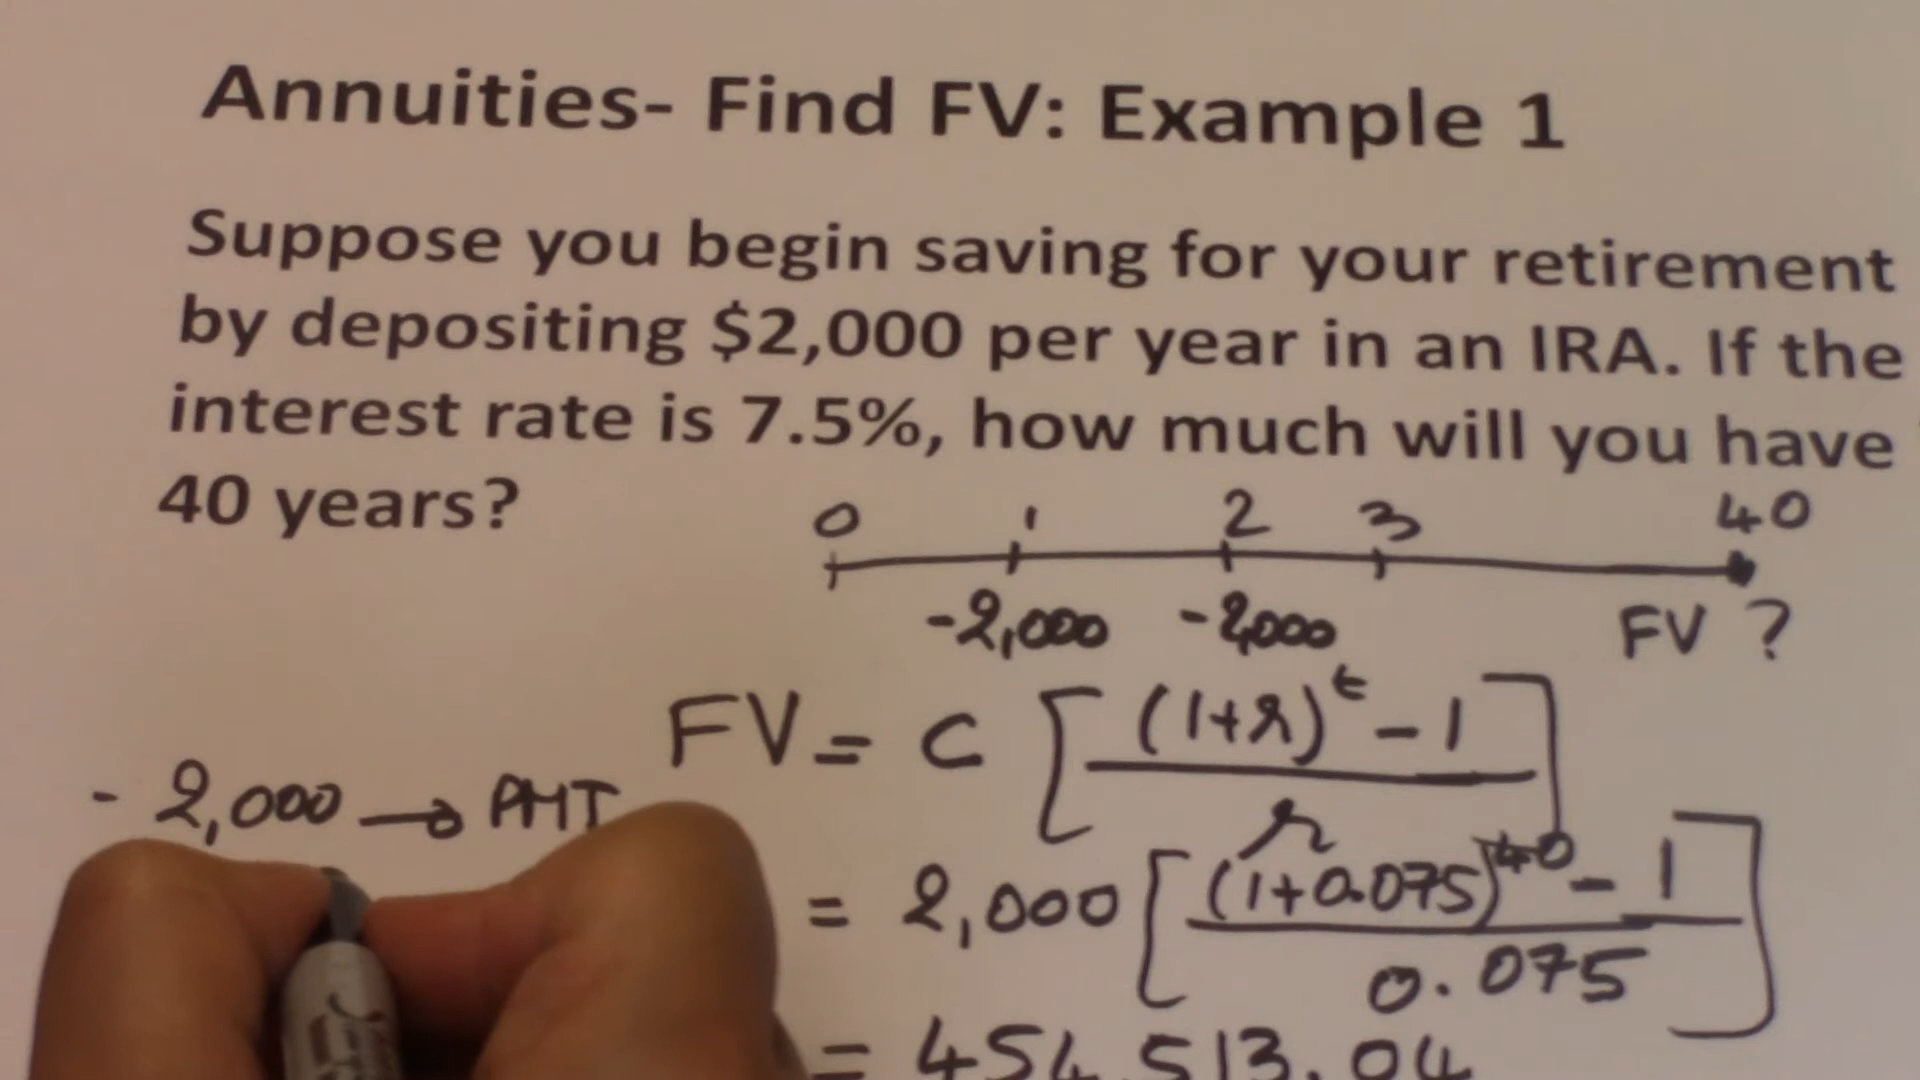 Annuities- Find FV: Example 1
Suppose you begin saving for your retirement
by depositing $2,000 per year in an IRA. If the
interest rate is 7.5%, how much will you have
40 years?
0 1 2 3 40
-2,000 -2,000 FV ?
FV = C [ (1+r)^t - 1
r ]
- 2,000 → PMT
= 2,000 [ (1+0.075)^40 - 1
0.075 ]
= 454,513.04